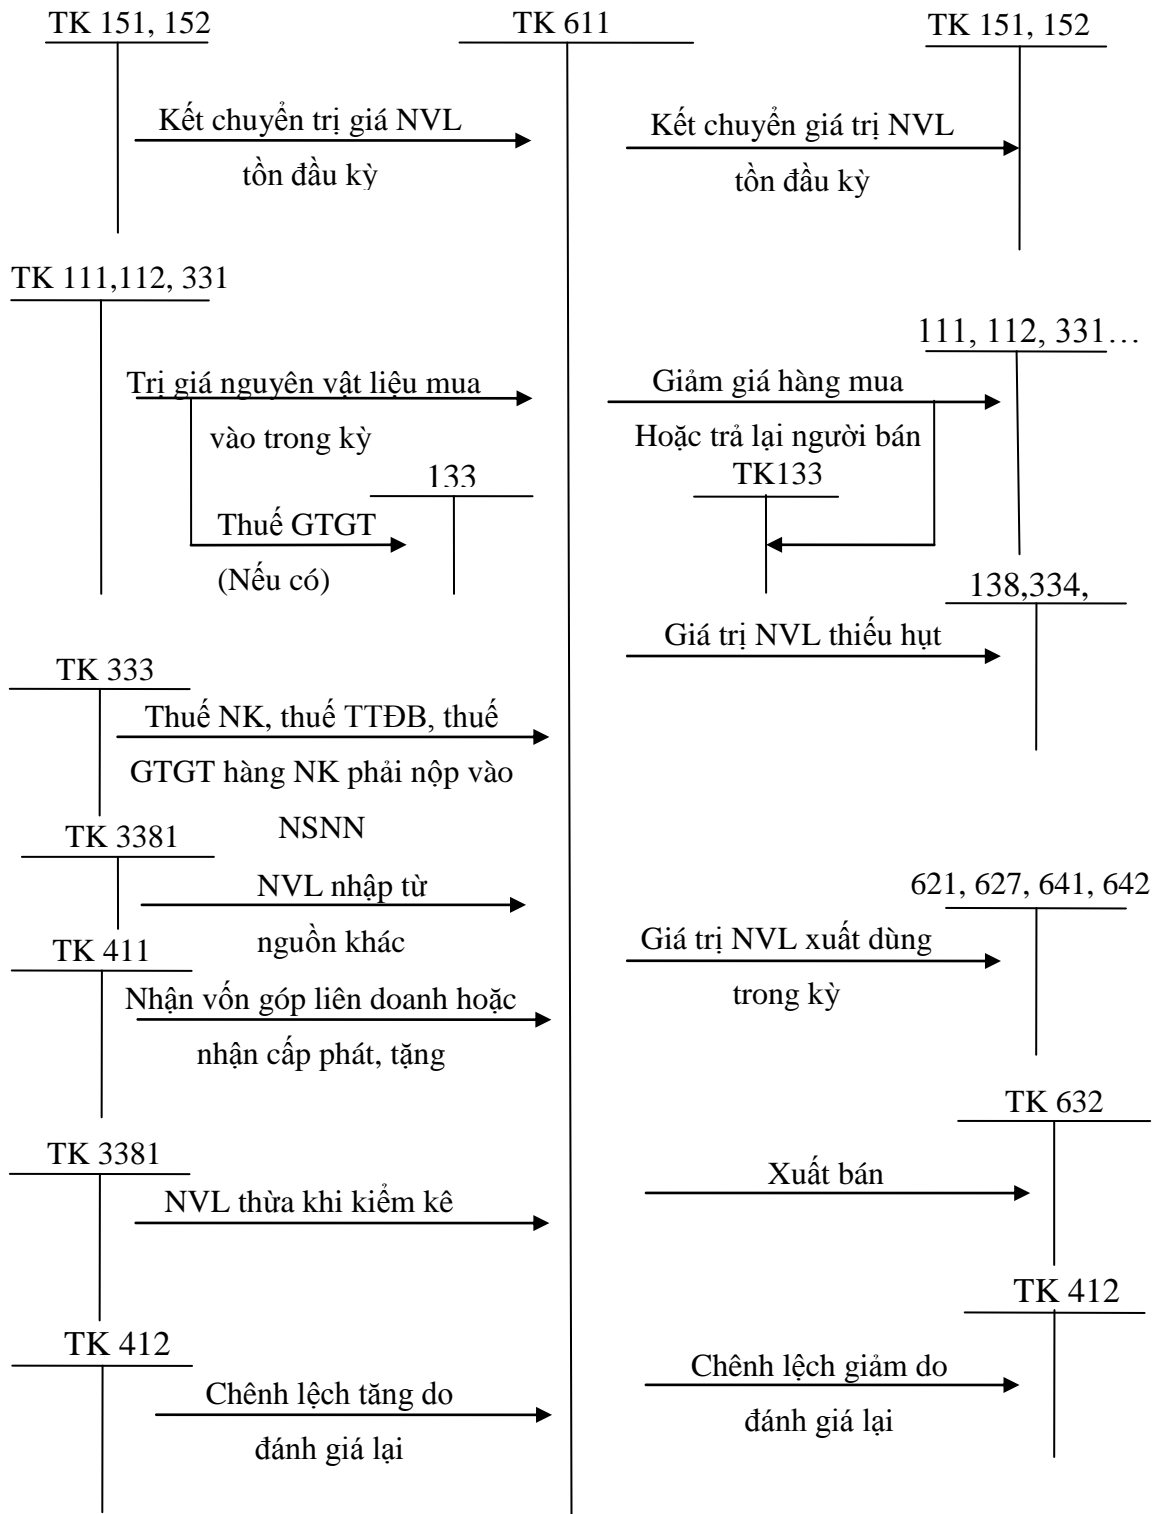 TK 151, 152
TK 611
TK 151, 152
Kết chuyển trị giá NVL
tồn đầu kỳ
Kết chuyển giá trị NVL
tồn đầu kỳ
TK 111,112, 331
111, 112, 331…
Trị giá nguyên vật liệu mua
vào trong kỳ
Giảm giá hàng mua
Hoặc trả lại người bán
133
TK133
Thuế GTGT
(Nếu có)
138,334,
Giá trị NVL thiếu hụt
TK 333
Thuế NK, thuế TTĐB, thuế
GTGT hàng NK phải nộp vào
NSNN
TK 3381
NVL nhập từ
nguồn khác
621, 627, 641, 642
Giá trị NVL xuất dùng
trong kỳ
TK 411
Nhận vốn góp liên doanh hoặc
nhận cấp phát, tặng
TK 632
Xuất bán
TK 3381
NVL thừa khi kiểm kê
TK 412
Chênh lệch giảm do
đánh giá lại
TK 412
Chênh lệch tăng do
đánh giá lại